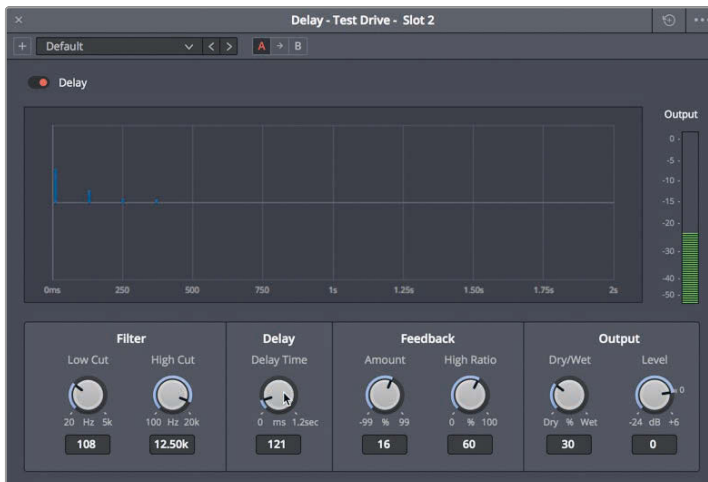 Delay - Test Drive - Slot 2
Default
A
B
Delay
Output
0 -
-5 -
-10 -
-15 -
-20 -
-30 -
-40 -
-50 -
0ms 250 500 750 1s 1.25s 1.50s 1.75s 2s
Filter Delay Feedback Output
Low Cut High Cut Delay Time Amount High Ratio Dry/Wet Level
0
20 Hz 5k 100 Hz 20k 0 ms 1.2sec -99 % 99 0 % 100 Dry % Wet -24 dB +6
108 12.50k 121 16 60 30 0